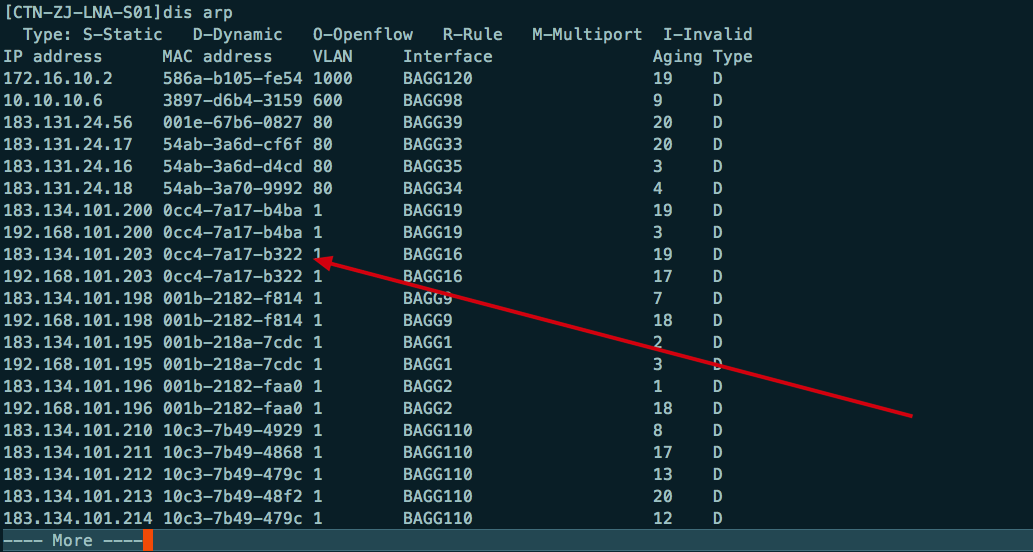 [CTN-ZJ-LNA-S01]dis arp
  Type: S-Static   D-Dynamic   O-Openflow   R-Rule   M-Multiport  I-Invalid
IP address      MAC address    VLAN     Interface                Aging Type
172.16.10.2     586a-b105-fe54 1000     BAGG120                  19    D
10.10.10.6      3897-d6b4-3159 600      BAGG98                   9     D
183.131.24.56   001e-67b6-0827 80       BAGG39                   20    D
183.131.24.17   54ab-3a6d-cf6f 80       BAGG33                   20    D
183.131.24.16   54ab-3a6d-d4cd 80       BAGG35                   3     D
183.131.24.18   54ab-3a70-9992 80       BAGG34                   4     D
183.134.101.200 0cc4-7a17-b4ba 1        BAGG19                   19    D
192.168.101.200 0cc4-7a17-b4ba 1        BAGG19                   3     D
183.134.101.203 0cc4-7a17-b322 1        BAGG16                   19    D
192.168.101.203 0cc4-7a17-b322 1        BAGG16                   17    D
183.134.101.198 001b-2182-f814 1        BAGG9                    7     D
192.168.101.198 001b-2182-f814 1        BAGG9                    18    D
183.134.101.195 001b-218a-7cdc 1        BAGG1                    2     D
192.168.101.195 001b-218a-7cdc 1        BAGG1                    3     D
183.134.101.196 001b-2182-faa0 1        BAGG2                    1     D
192.168.101.196 001b-2182-faa0 1        BAGG2                    18    D
183.134.101.210 10c3-7b49-4929 1        BAGG110                  8     D
183.134.101.211 10c3-7b49-4868 1        BAGG110                  17    D
183.134.101.212 10c3-7b49-479c 1        BAGG110                  13    D
183.134.101.213 10c3-7b49-48f2 1        BAGG110                  20    D
183.134.101.214 10c3-7b49-479c 1        BAGG110                  12    D
---- More ----